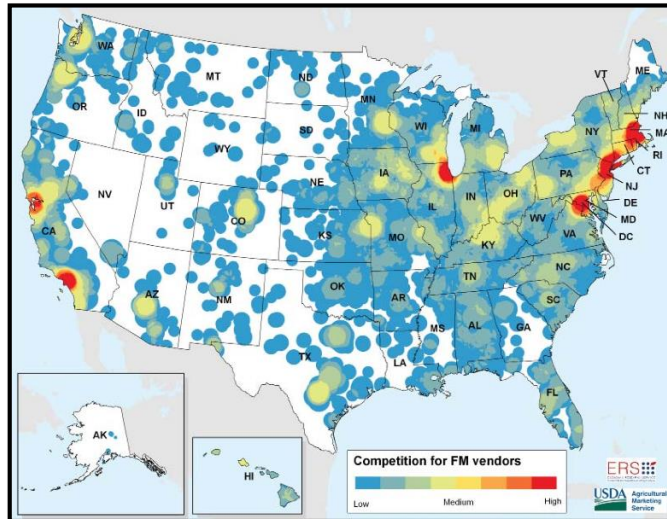 WA
MT
ND
MN
ME
VT
NH
MA
RI
CT
NJ
DE
MD
DC
OR
ID
WY
SD
WI
MI
NY
PA
NV
UT
CO
NE
IA
IL
IN
OH
WV
VA
CA
KS
MO
KY
AZ
NM
OK
AR
TN
NC
SC
TX
LA
MS
AL
GA
FL
AK
HI
Competition for FM vendors
Low
Medium
High
ERS
USDA
Agricultural
Marketing
Service